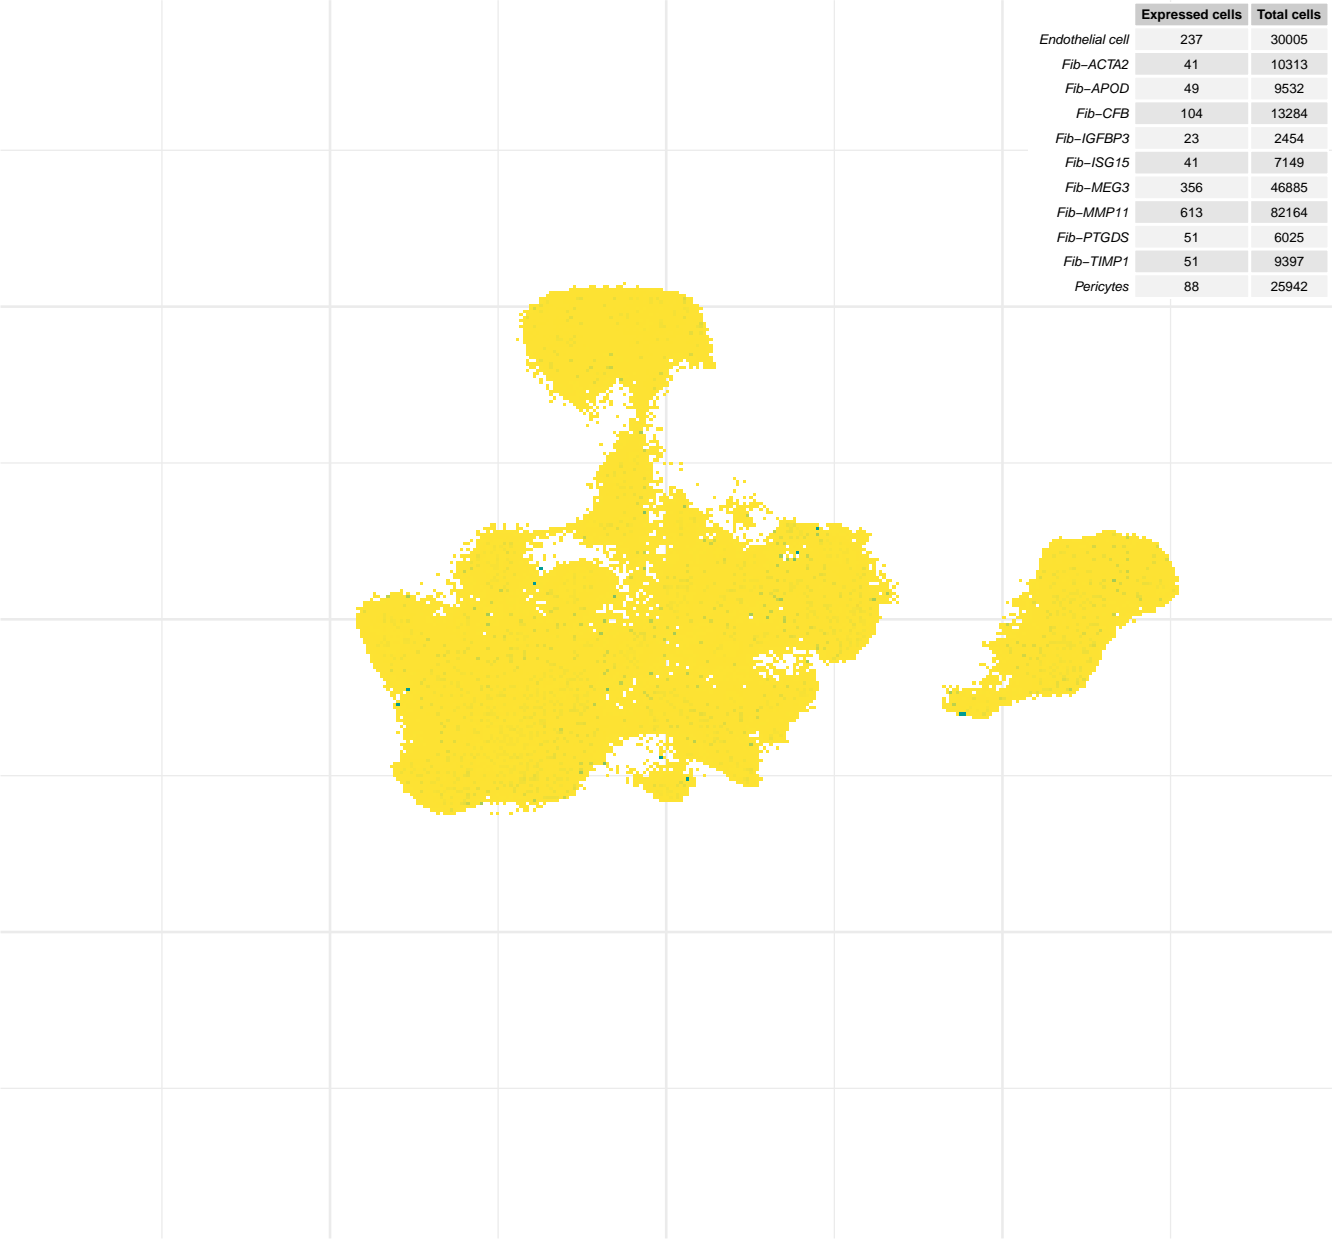 Expressed cells Total cells
Endothelial cell 237 30005
Fib−ACTA2 41 10313
Fib−APOD 49 9532
Fib−CFB 104 13284
Fib−IGFBP3 23 2454
Fib−ISG15 41 7149
Fib−MEG3 356 46885
Fib−MMP11 613 82164
Fib−PTGDS 51 6025
Fib−TIMP1 51 9397
Pericytes 88 25942